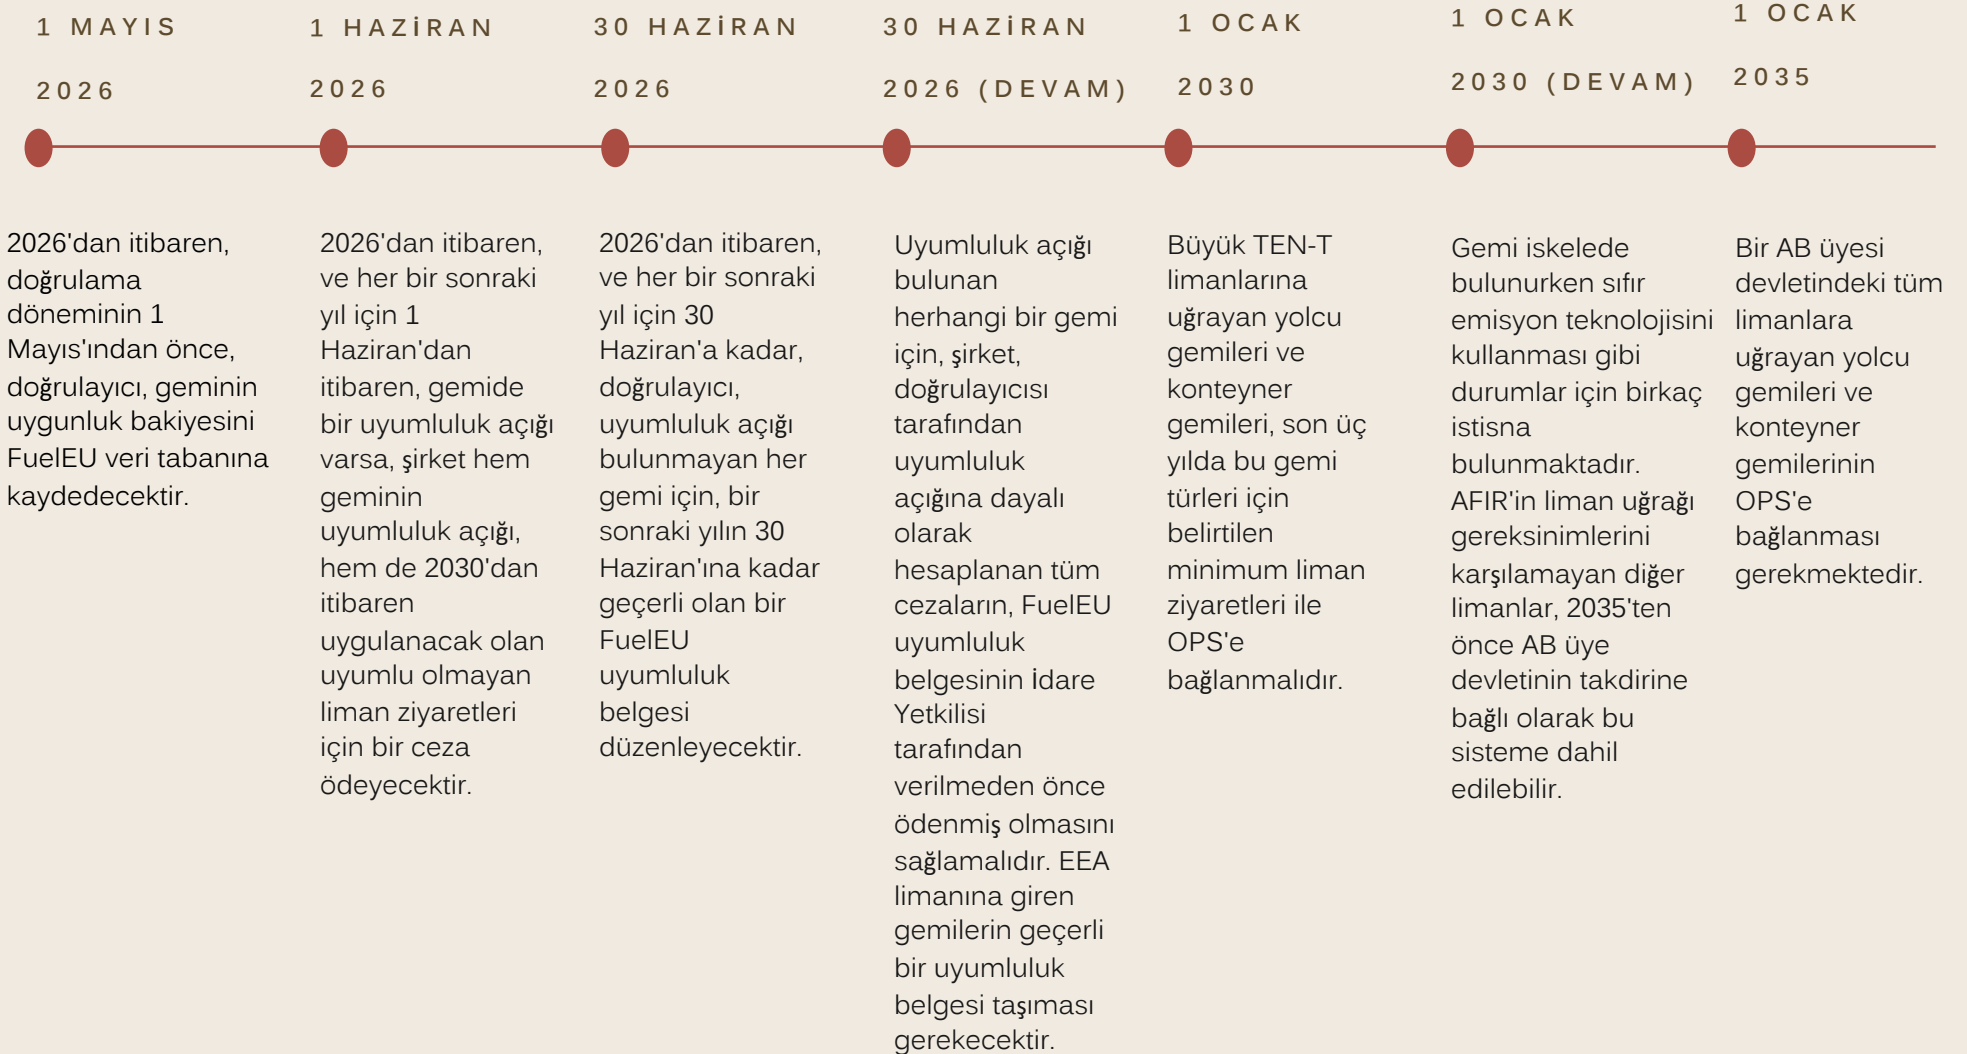 1 MAYIS
2026
1 HAZİRAN
2026
30 HAZİRAN
2026
30 HAZİRAN
2026 (DEVAM)
1 OCAK
2030
1 OCAK
2030 (DEVAM)
1 OCAK
2035
2026'dan itibaren,
doğrulama
döneminin 1
Mayıs'ından önce,
doğrulayıcı, geminin
uygunluk bakiyesini
FuelEU veri tabanına
kaydedecektir.
2026'dan itibaren,
ve her bir sonraki
yıl için 1
Haziran'dan
itibaren, gemide
bir uyumluluk açığı
varsa, şirket hem
geminin
uyumluluk açığı,
hem de 2030'dan
itibaren
uygulanacak olan
uyumlu olmayan
liman ziyaretleri
için bir ceza
ödeyecektir.
2026'dan itibaren,
ve her bir sonraki
yıl için 30
Haziran'a kadar,
doğrulayıcı,
uyumluluk açığı
bulunmayan her
gemi için, bir
sonraki yılın 30
Haziran'ına kadar
geçerli olan bir
FuelEU
uyumluluk
belgesi
düzenleyecektir.
Uyumluluk açığı
bulunan
herhangi bir gemi
için, şirket,
doğrulayıcısı
tarafından
uyumluluk
açığına dayalı
olarak
hesaplanan tüm
cezaların, FuelEU
uyumluluk
belgesinin İdare
Yetkilisi
tarafından
verilmeden önce
ödenmiş olmasını
sağlamalıdır. EEA
limanına giren
gemilerin geçerli
bir uyumluluk
belgesi taşıması
gerekecektir.
Büyük TEN-T
limanlarına
uğrayan yolcu
gemileri ve
konteyner
gemileri, son üç
yılda bu gemi
türleri için
belirtilen
minimum liman
ziyaretleri ile
OPS'e
bağlanmalıdır.
Gemi iskelede
bulunurken sıfır
emisyon teknolojisini
kullanması gibi
durumlar için birkaç
istisna
bulunmaktadır.
AFIR'in liman uğrağı
gereksinimlerini
karşılamayan diğer
limanlar, 2035'ten
önce AB üye
devletinin takdirine
bağlı olarak bu
sisteme dahil
edilebilir.
Bir AB üyesi
devletindeki tüm
limanlara
uğrayan yolcu
gemileri ve
konteyner
gemilerinin
OPS'e
bağlanması
gerekmektedir.